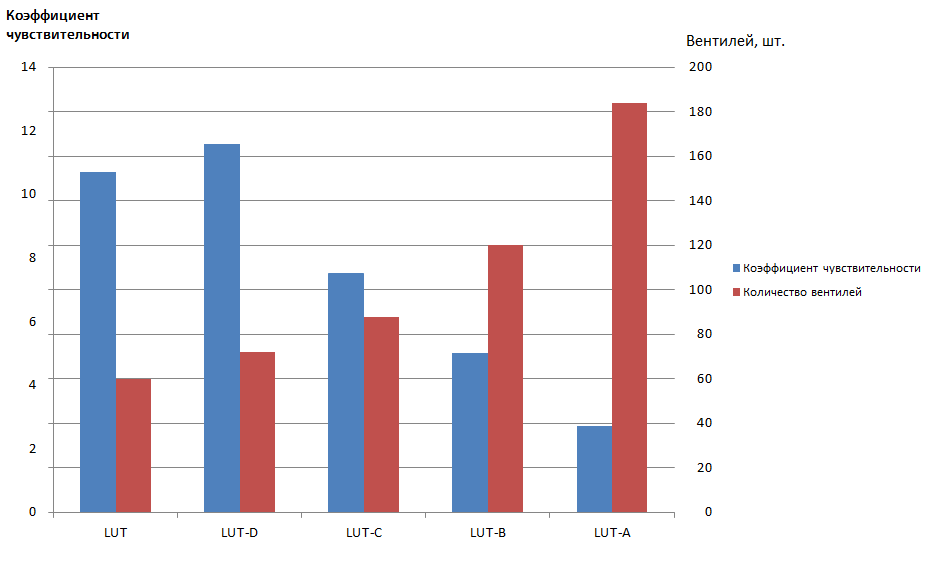 Коэффициент
чувствительности
Вентилей, шт.
14
12
10
8
6
4
2
0
200
180
160
140
120
100
80
60
40
20
0
LUT
LUT-D
LUT-C
LUT-B
LUT-A
Коэффициент чувствительности
Количество вентилей